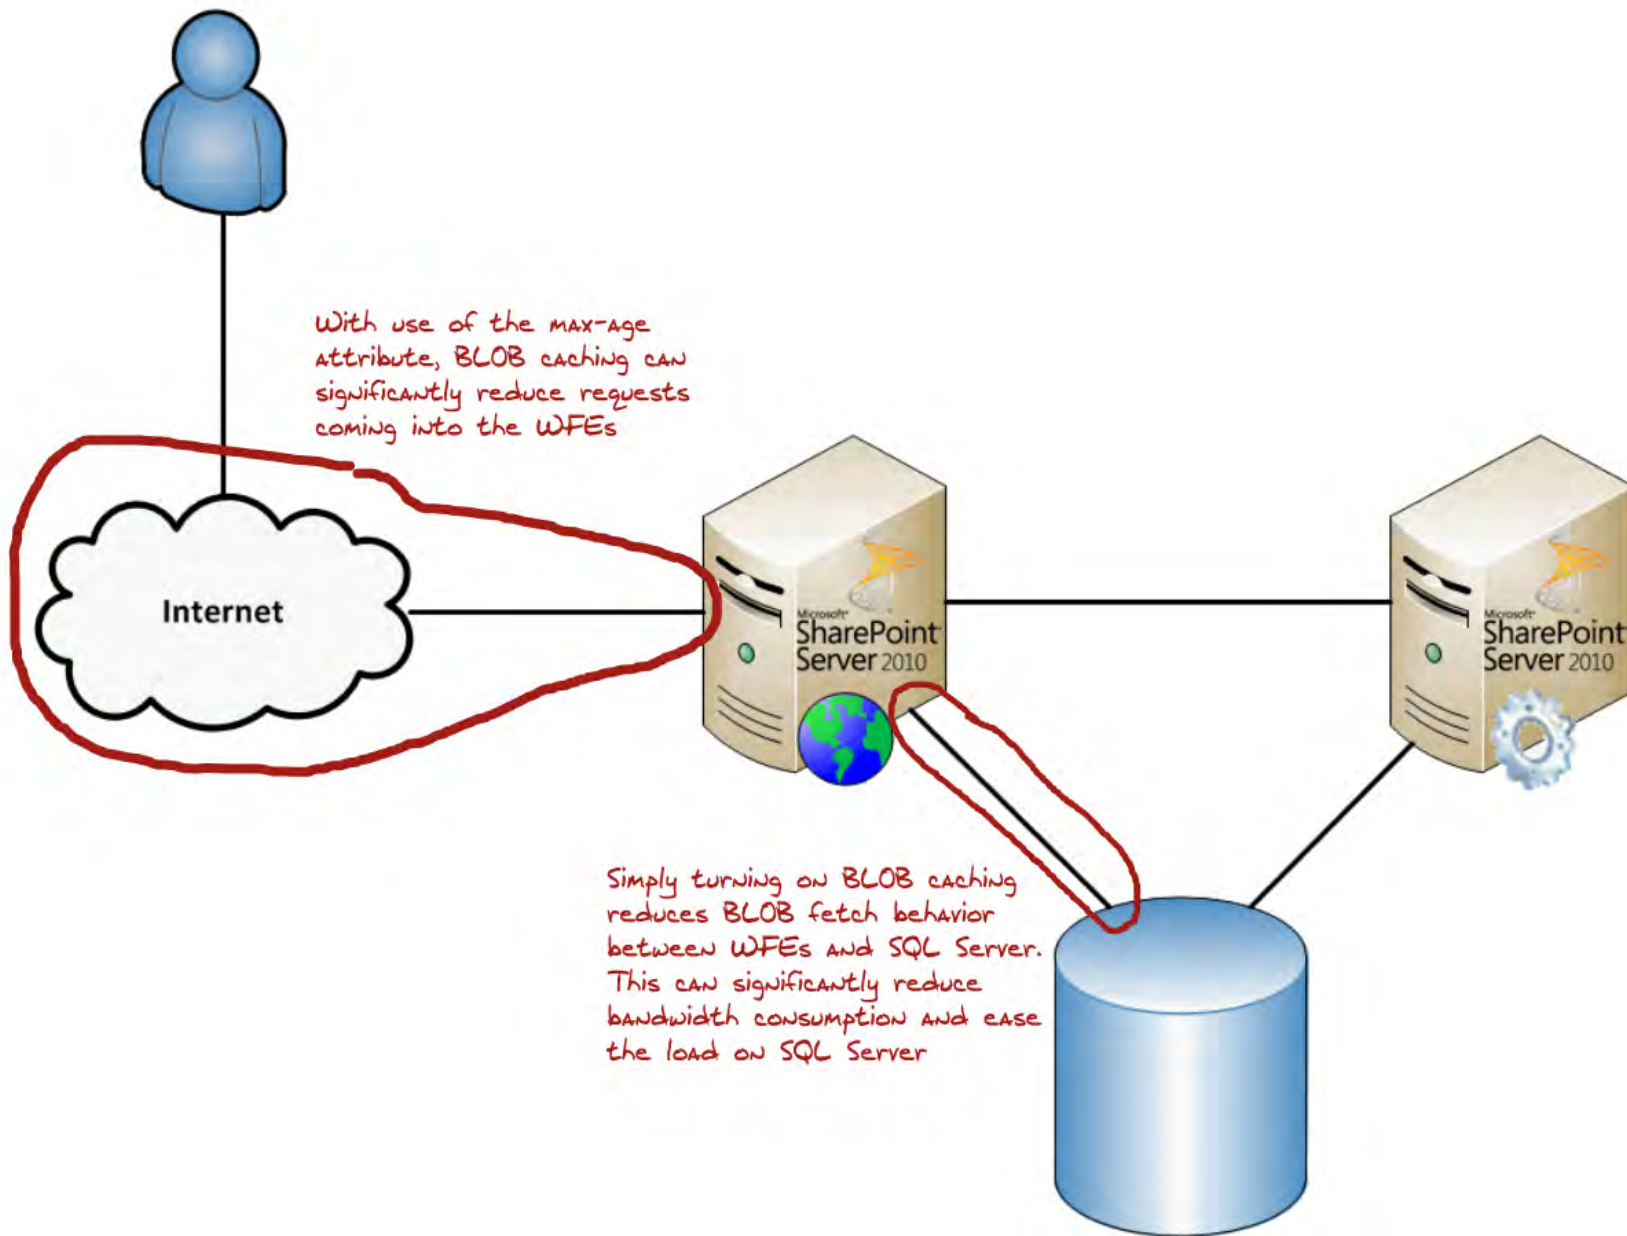 With use of the max-age
attribute, BLOB caching can
significantly reduce requests
coming into the WFEs
Internet
Microsoft®
SharePoint®
Server 2010
Microsoft®
SharePoint
Server 2010
Simply turning on BLOB caching
reduces BLOB fetch behavior
between WFEs and SQL Server.
This can significantly reduce
bandwidth consumption and ease
the load on SQL Server